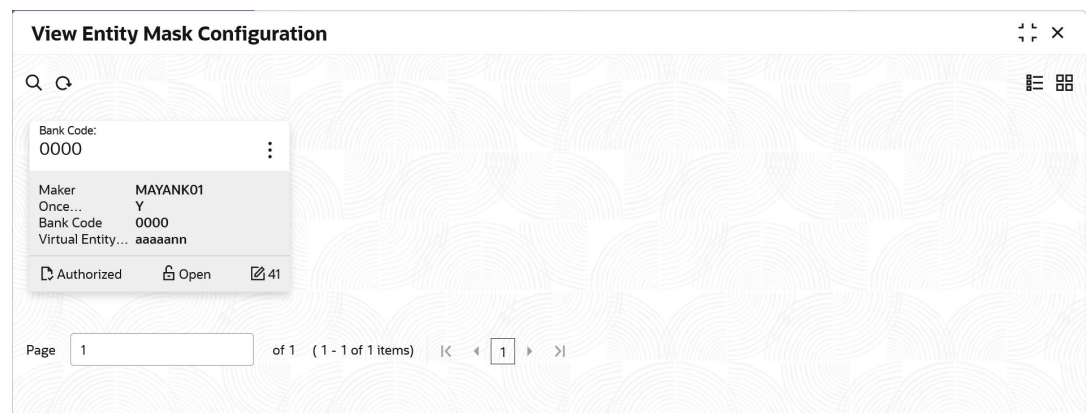 View Entity Mask Configuration
Bank Code:
0000
Maker MAYANK01
Once... Y
Bank Code 0000
Virtual Entity... aaaaann
Authorized Open 41
Page 1 of 1 ( 1 - 1 of 1 items) 1